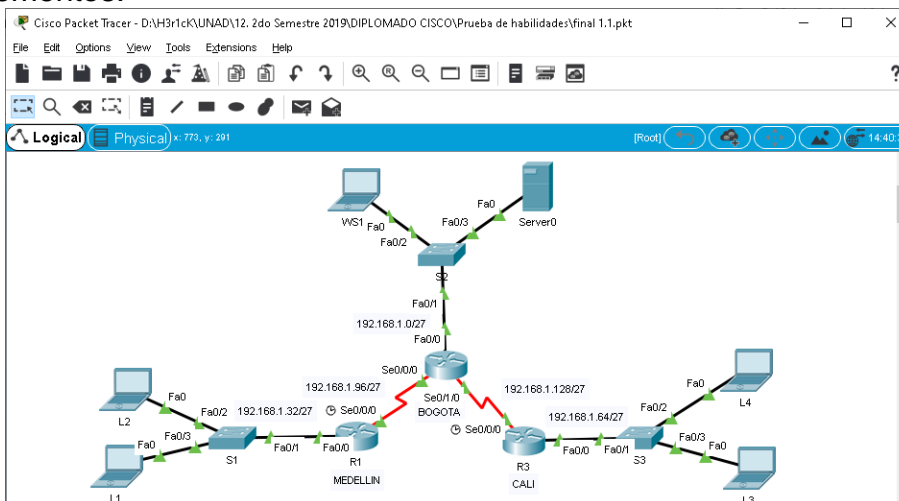 ementos.
Cisco Packet Tracer - D:\H3r1cK\UNAD\12. 2do Semestre 2019\DIPLOMADO CISCO\Prueba de habilidades\final 1.1.pkt
File Edit Options View Tools Extensions Help
?
Logical Physical x: 773, y: 291 [Root] 14:40:
WS1 Fa0 Fa0/2
Fa0 Fa0/3 Server0
S2
Fa0/1
192.168.1.0/27
Fa0/0
Se0/0/0
Se0/1/0
BOGOTA
192.168.1.96/27
Se0/0/0
192.168.1.128/27
Se0/0/0
L2 Fa0 Fa0/2
192.168.1.32/27
Fa0 Fa0/3
L1
S1
Fa0/1 Fa0/0
R1
MEDELLIN
192.168.1.64/27
Fa0/0 Fa0/1
R3
CALI
S3
Fa0/2 Fa0 L4
Fa0/3 Fa0
L3